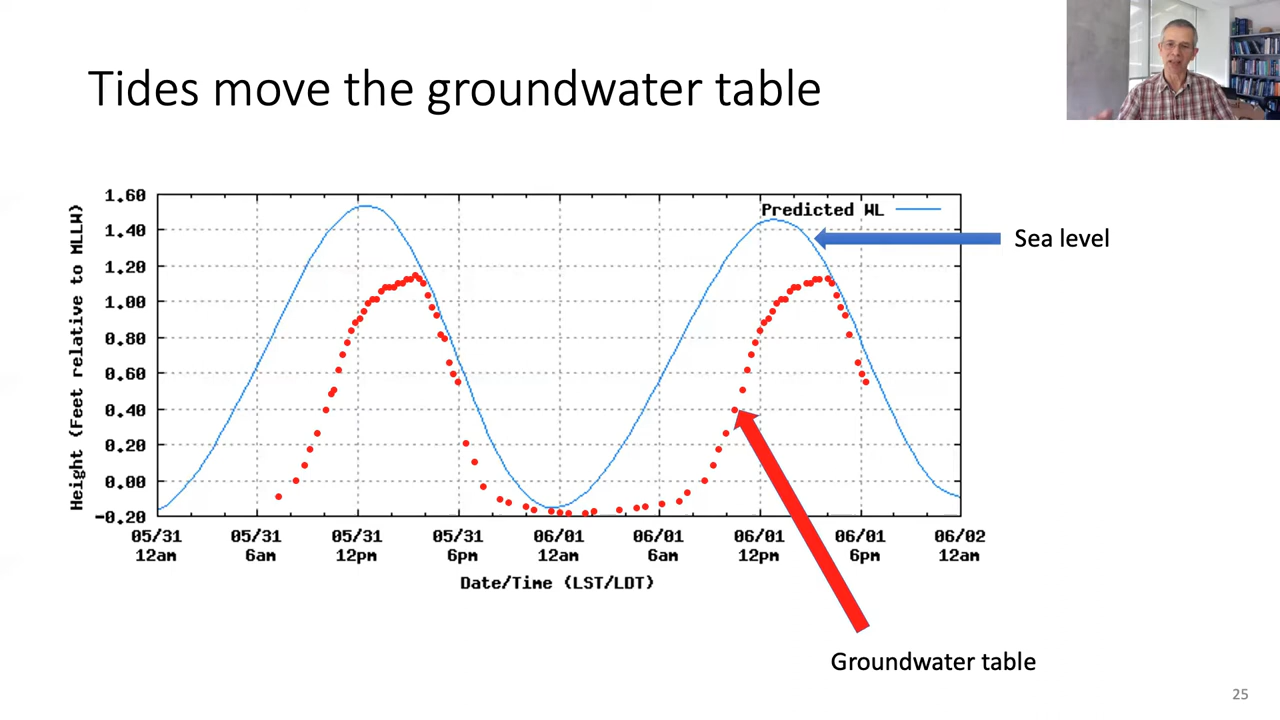 Tides move the groundwater table
Height (Feet relative to MLLW)
1.60
1.40
1.20
1.00
0.80
0.60
0.40
0.20
0.00
-0.20
Predicted WL
Sea level
05/31 05/31 05/31 05/31 06/01 06/01 06/01 06/01 06/02
12am 6am 12pm 6pm 12am 6am 12pm 6pm 12am
Date/Time (LST/LDT)
Groundwater table
25